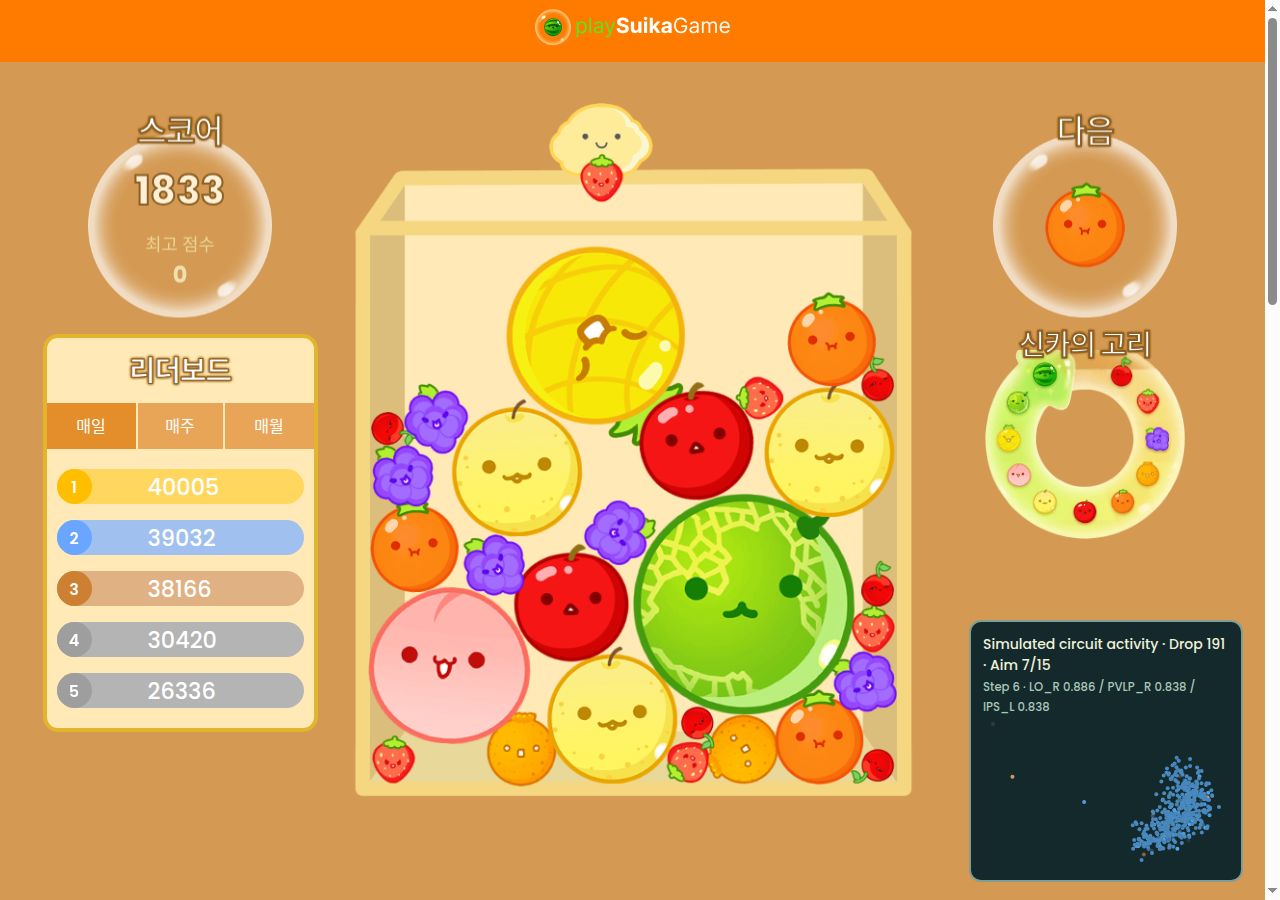 playSuikaGame
스코어
1833
최고 점수
0
리더보드
매일 매주 매월
1 40005
2 39032
3 38166
4 30420
5 26336
다음
신카의 고리
Simulated circuit activity · Drop 191
· Aim 7/15
Step 6 · LO_R 0.886 / PVLP_R 0.838 /
IPS_L 0.838